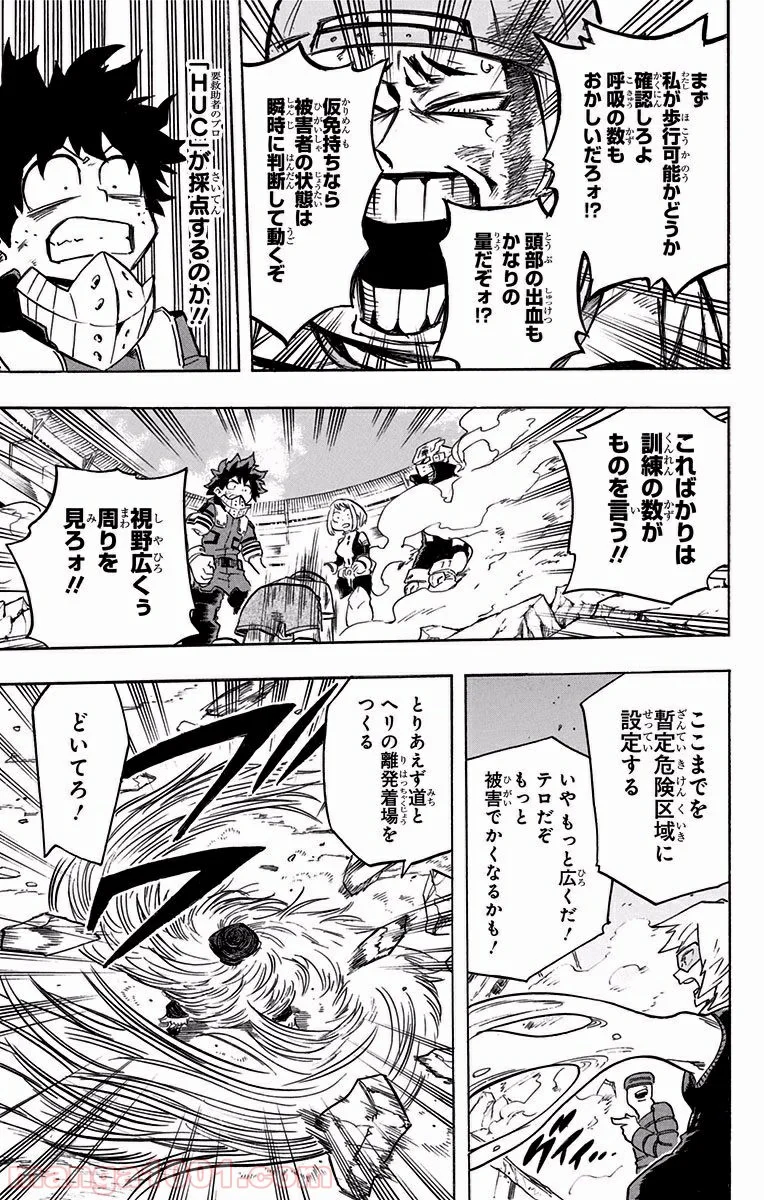 まず
私が歩行可能かどうか
確認しろよ
呼吸の数も
おかしいだろォ!?
頭部の出血も
かなりの
量だぞォ!?
仮免持ちなら
被害者の状態は
瞬時に判断して動くぞ
要救助者のプロ
「HUC」が採点するのか!!
こればかりは
訓練の数が
ものを言う!!
視野広くぅ
周りを
見ろォ!!
ここまでを
暫定危険区域に
設定する
いや もっと広くだ!
テロだぞ
もっと
被害でかくなるかも!
グイィ…
とりあえず道と
ヘリの離発着場を
つくる
どいてろ!
manga1001.com